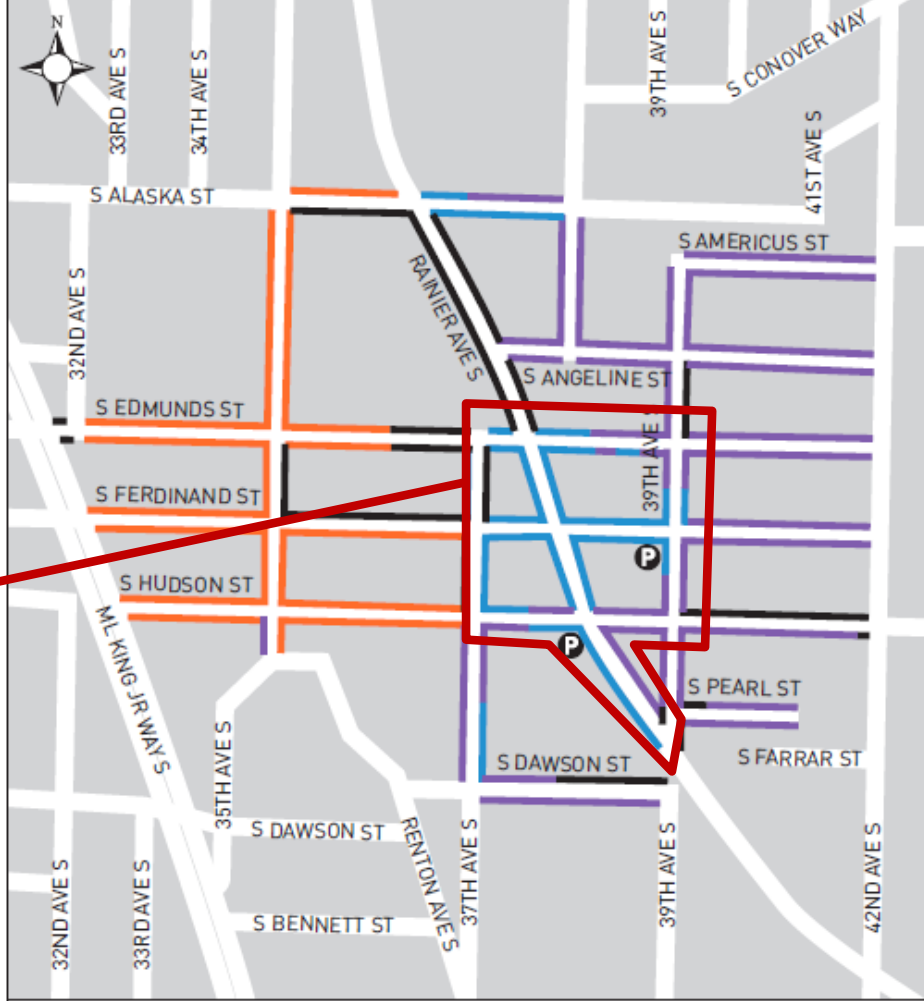 N
33RD AVE S
34TH AVE S
39TH AVE S
S CONOVER WAY
41ST AVE S
S ALASKA ST
S AMERICUS ST
32ND AVE S
RAINIER AVE S
S ANGELINE ST
S EDMUNDS ST
39TH AVE S
S FERDINAND ST
P
S HUDSON ST
P
ML KING JR WAY S
S PEARL ST
35TH AVE S
S DAWSON ST
S FARRAR ST
S DAWSON ST
RENTON AVE S
37TH AVE S
39TH AVE S
42ND AVE S
32ND AVE S
33RD AVE S
S BENNETT ST